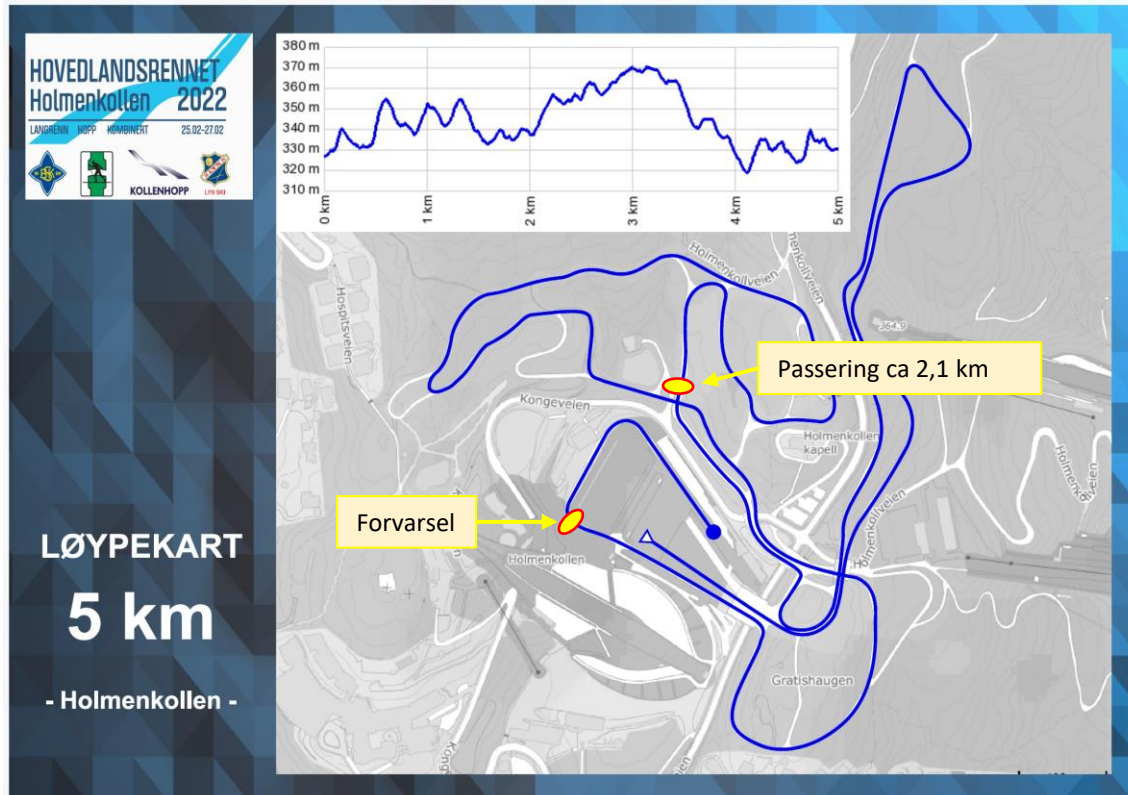 HOVEDLANDSRENNET
Holmenkollen 2022
LANGRENN HOPP KOMBINERT 25.02-27.02
KOLLENHOPP
LYN SKI
380 m
370 m
360 m
350 m
340 m
330 m
320 m
310 m
0 km
1 km
2 km
3 km
4 km
5 km
Holmenkollveien
Hospitsveien
364.9
Passering ca 2,1 km
Kongeveien
Holmenkollen
kapell
Forvarsel
Holmenkollen
Holmenkollveien
Gratishaugen
LØYPEKART
5 km
- Holmenkollen -